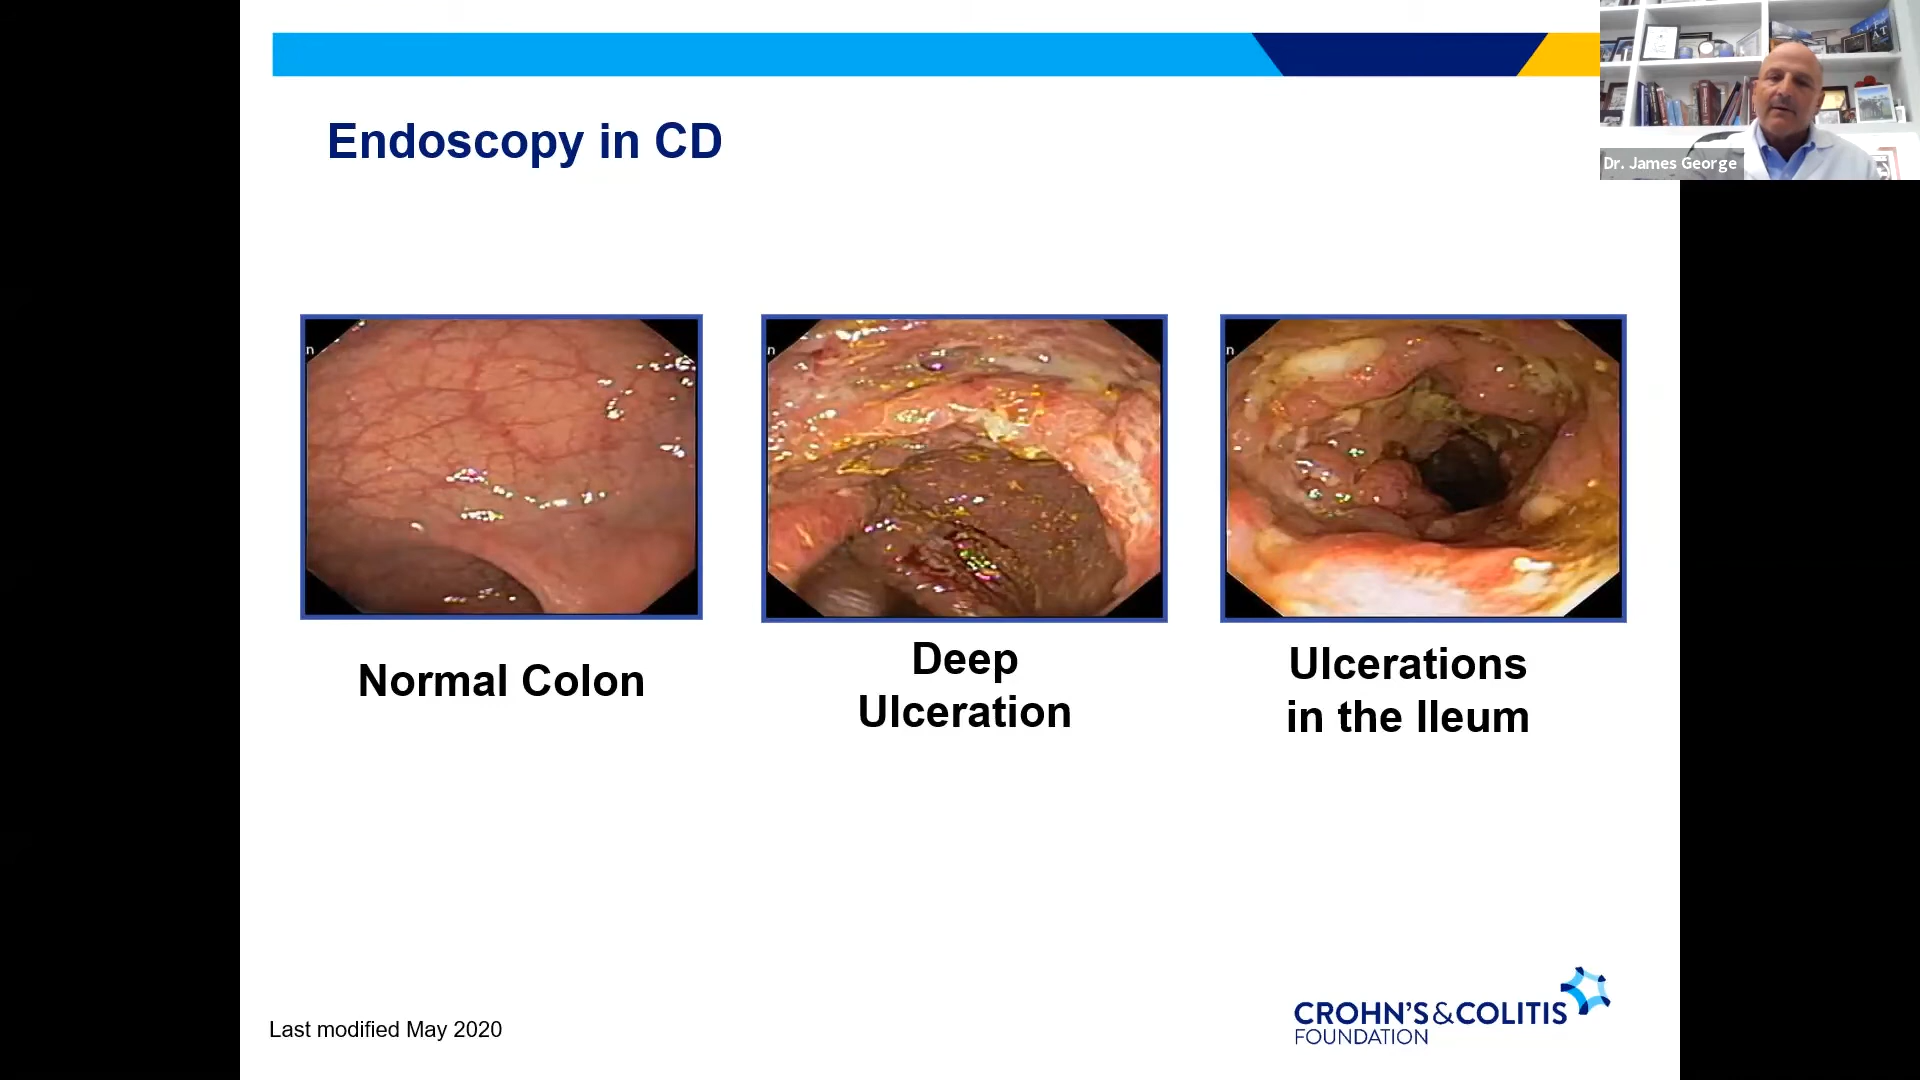 Endoscopy in CD
Dr. James George
n
n
n
Normal Colon
Deep
Ulceration
Ulcerations
in the Ileum
Last modified May 2020
CROHN'S & COLITIS
FOUNDATION